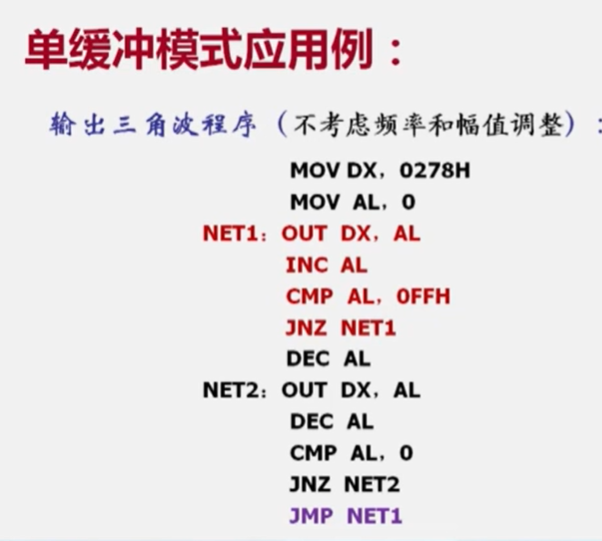 单缓冲模式应用例：
输出三角波程序（不考虑频率和幅值调整）：
MOV DX，0278H
MOV AL，0
NET1：OUT DX，AL
INC AL
CMP AL，0FFH
JNZ NET1
DEC AL
NET2：OUT DX，AL
DEC AL
CMP AL，0
JNZ NET2
JMP NET1